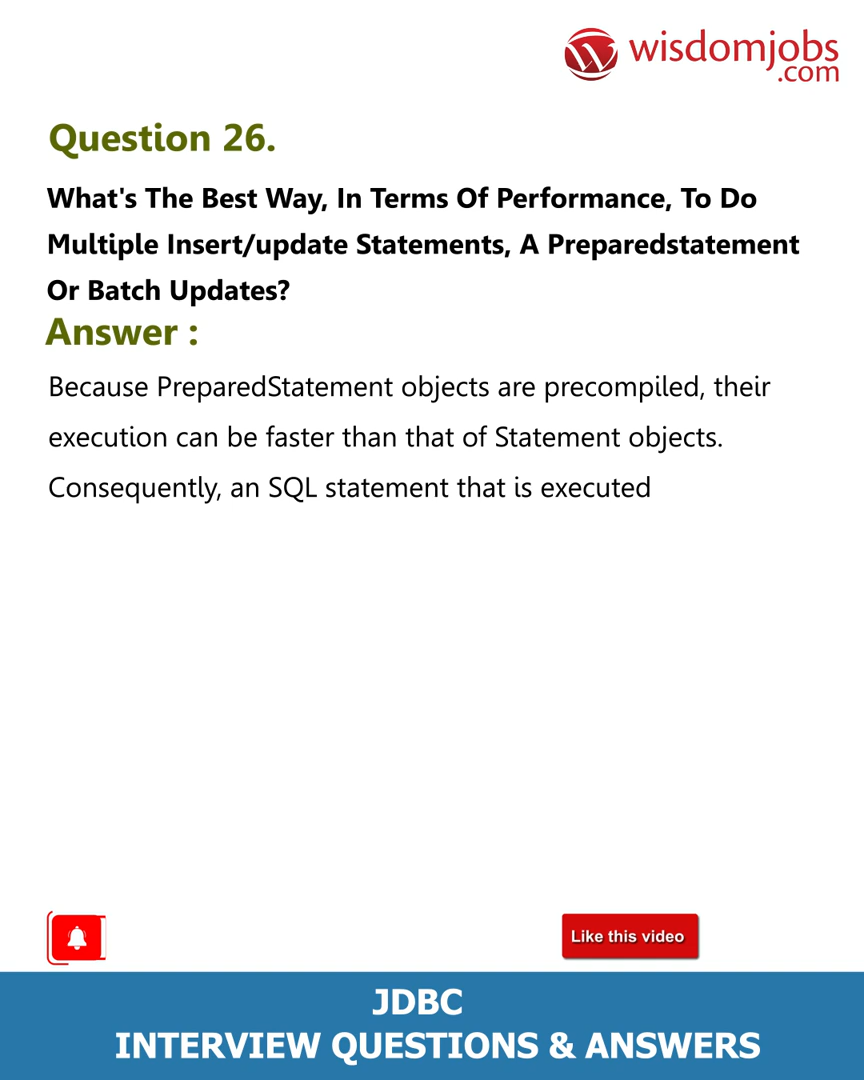 wisdomjobs
.com
Question 26.
What's The Best Way, In Terms Of Performance, To Do
Multiple Insert/update Statements, A Preparedstatement
Or Batch Updates?
Answer :
Because PreparedStatement objects are precompiled, their
execution can be faster than that of Statement objects.
Consequently, an SQL statement that is executed
Like this video
JDBC
INTERVIEW QUESTIONS & ANSWERS